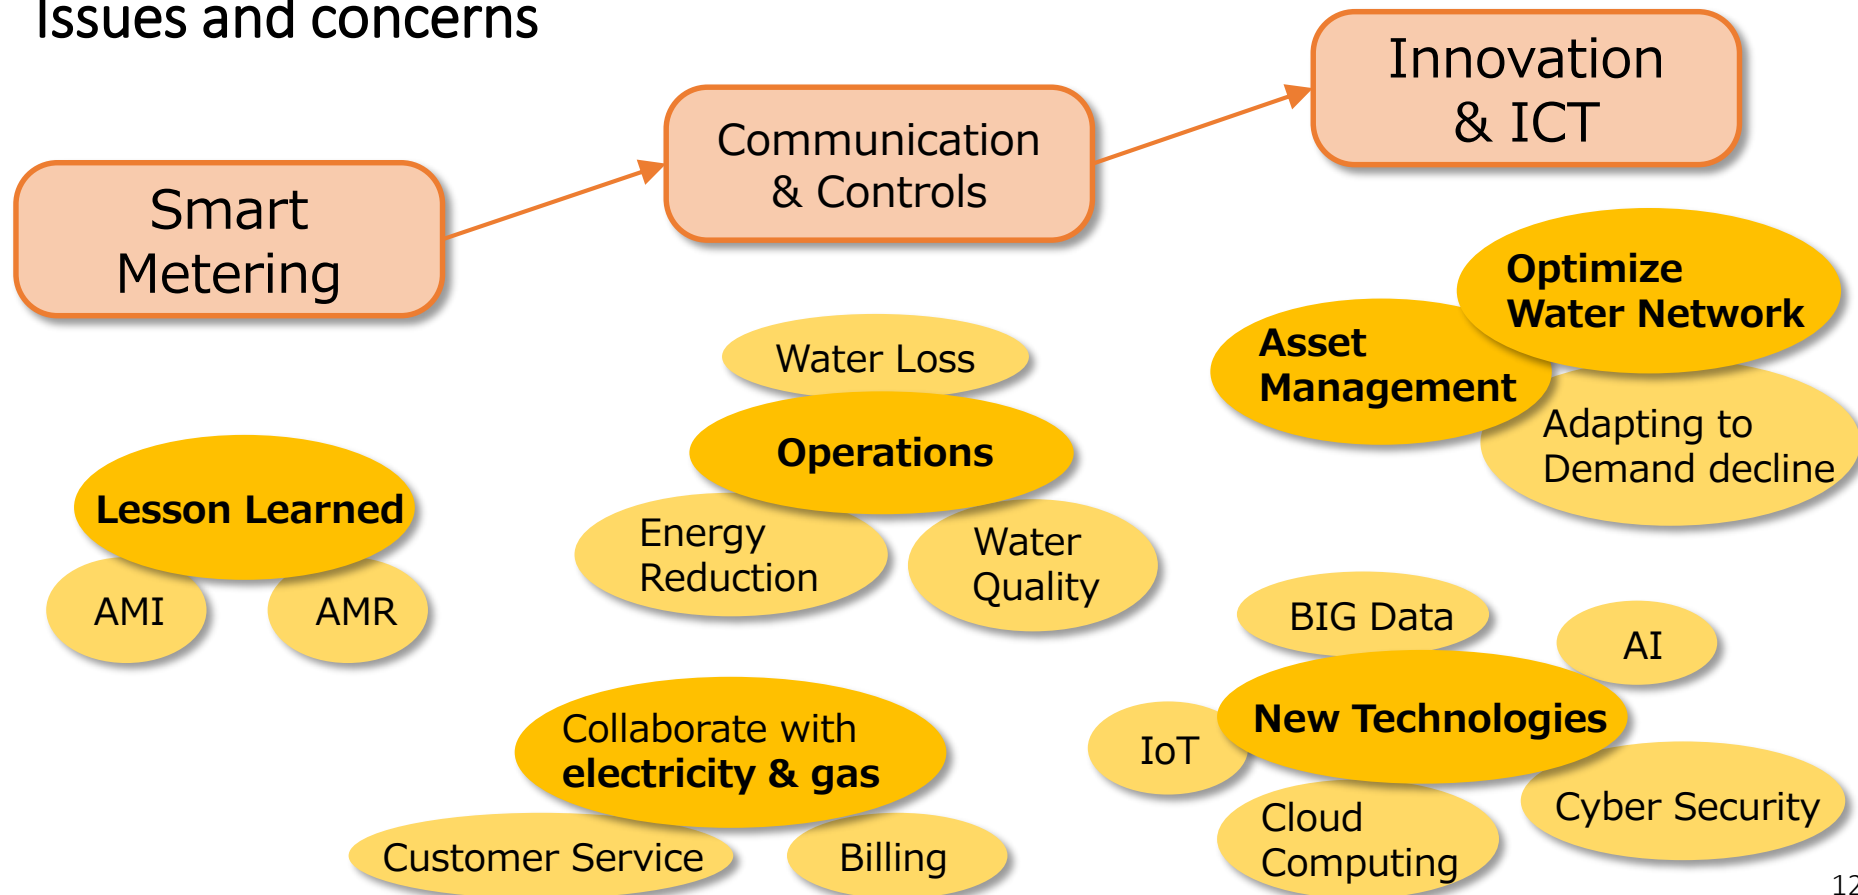 Issues and concerns
Smart
Metering
Communication
& Controls
Innovation
& ICT
Lesson Learned
AMI
AMR
Water Loss
Operations
Energy
Reduction
Water
Quality
Collaborate with
electricity & gas
Customer Service
Billing
Optimize
Water Network
Asset
Management
Adapting to
Demand decline
BIG Data
AI
New Technologies
IoT
Cloud
Computing
Cyber Security
12